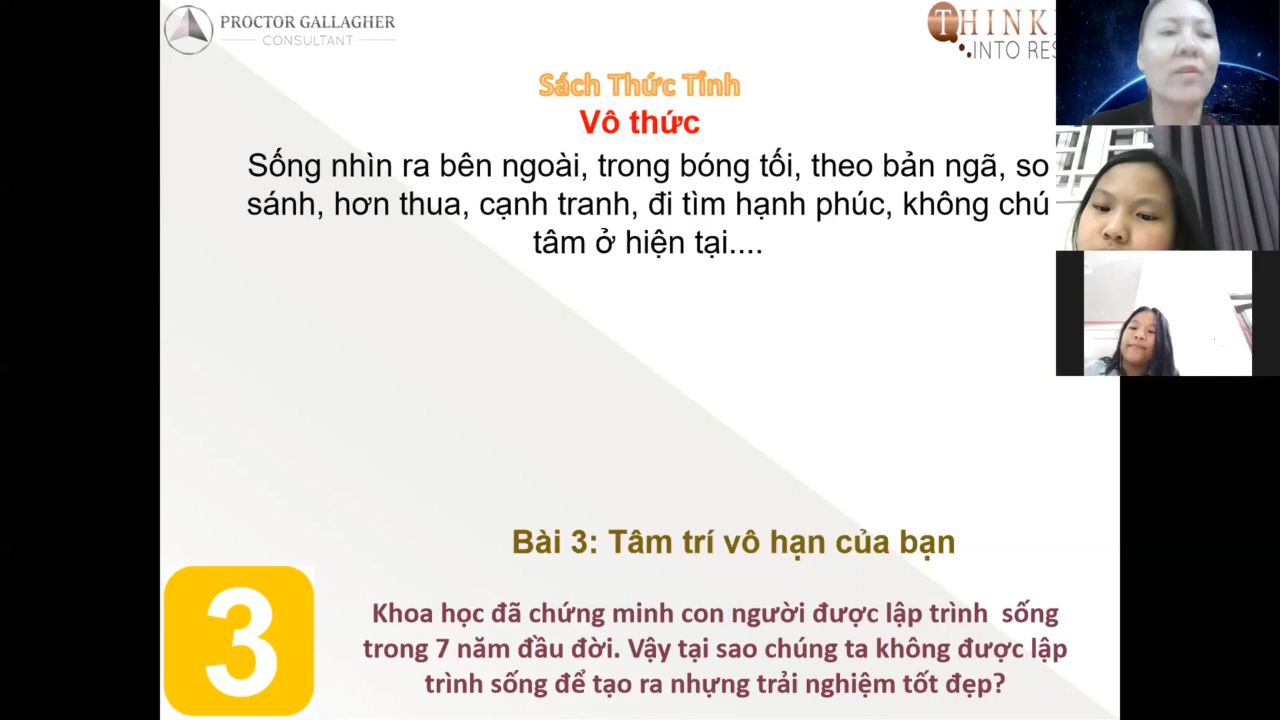 PROCTOR GALLAGHER
CONSULTANT
THINK
INTO RES
Sách Thức Tỉnh
Vô thức
Sống nhìn ra bên ngoài, trong bóng tối, theo bản ngã, so
sánh, hơn thua, cạnh tranh, đi tìm hạnh phúc, không chú
tâm ở hiện tại....
Bài 3: Tâm trí vô hạn của bạn
3
Khoa học đã chứng minh con người được lập trình sống
trong 7 năm đầu đời. Vậy tại sao chúng ta không được lập
trình sống để tạo ra nhựng trải nghiệm tốt đẹp?